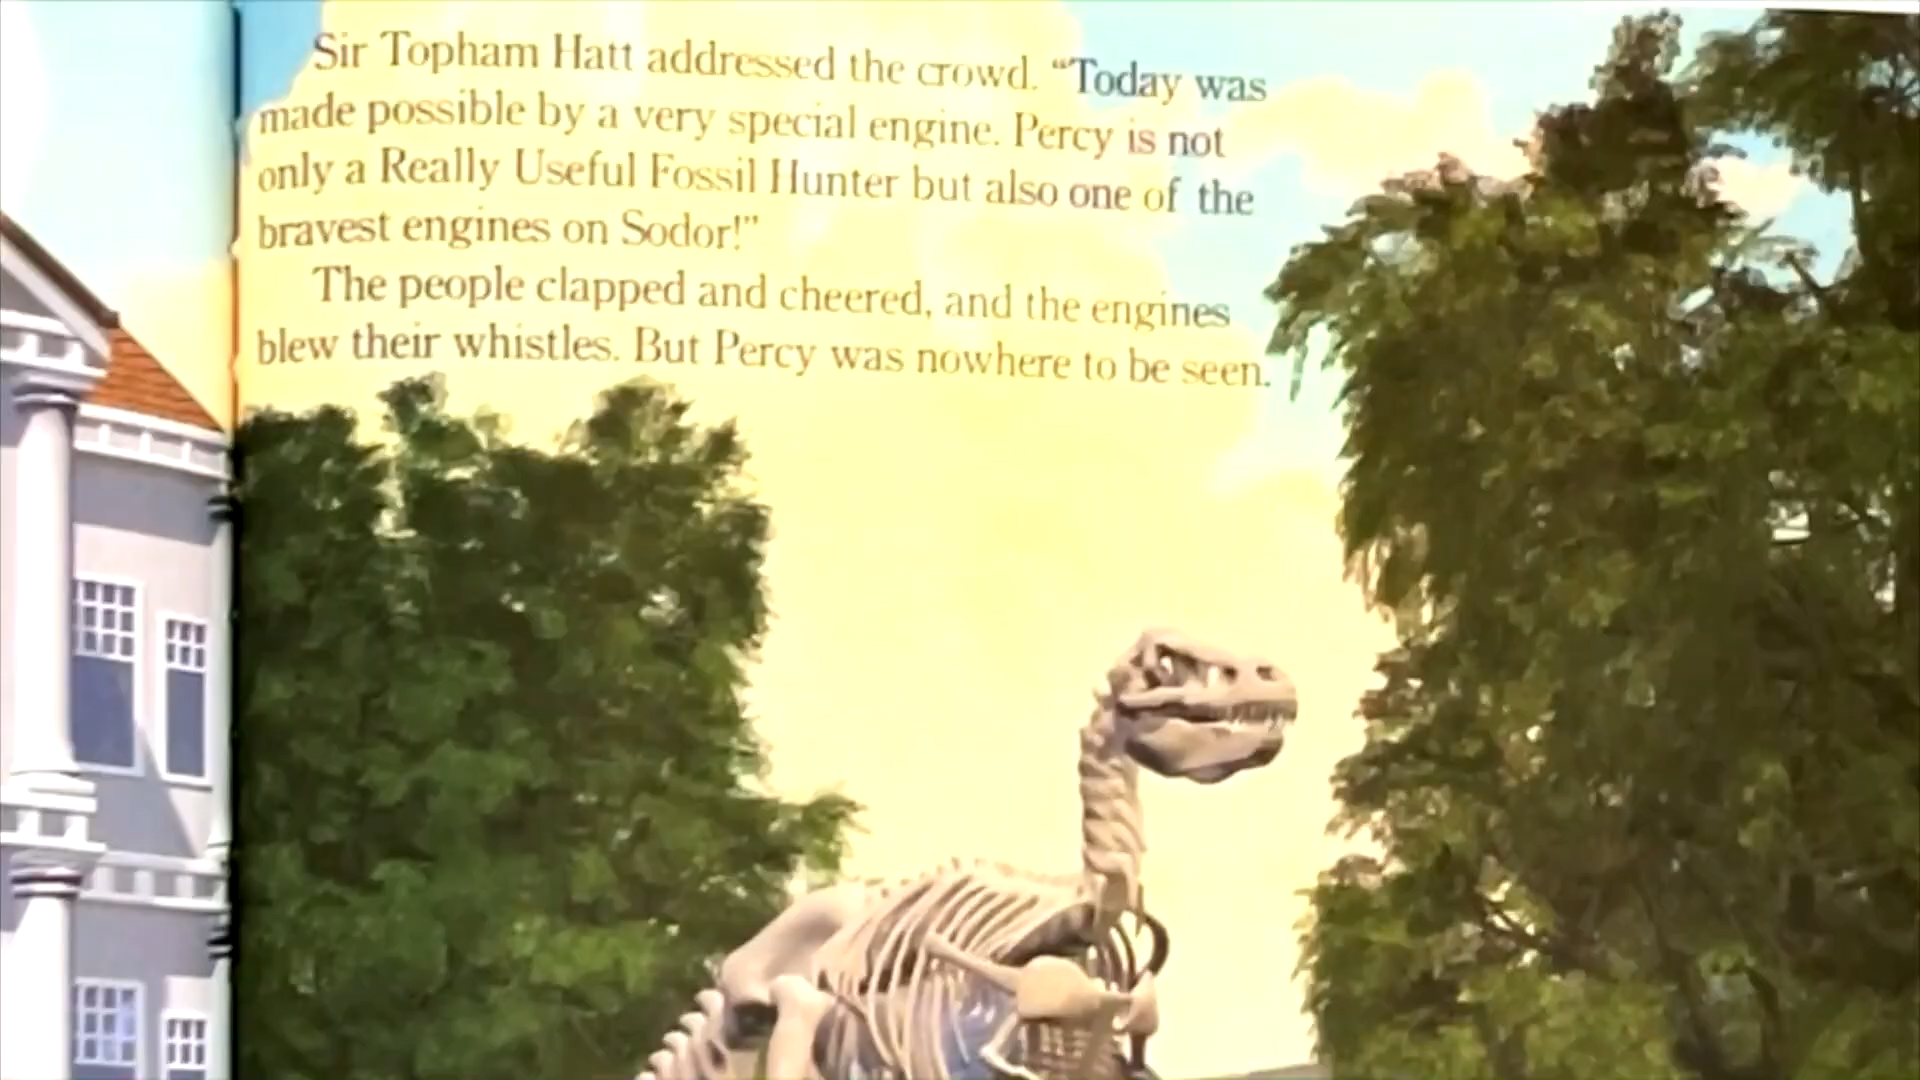 Sir Topham Hatt addressed the crowd. “Today was
made possible by a very special engine. Percy is not
only a Really Useful Fossil Hunter but also one of the
bravest engines on Sodor!”
The people clapped and cheered, and the engines
blew their whistles. But Percy was nowhere to be seen.